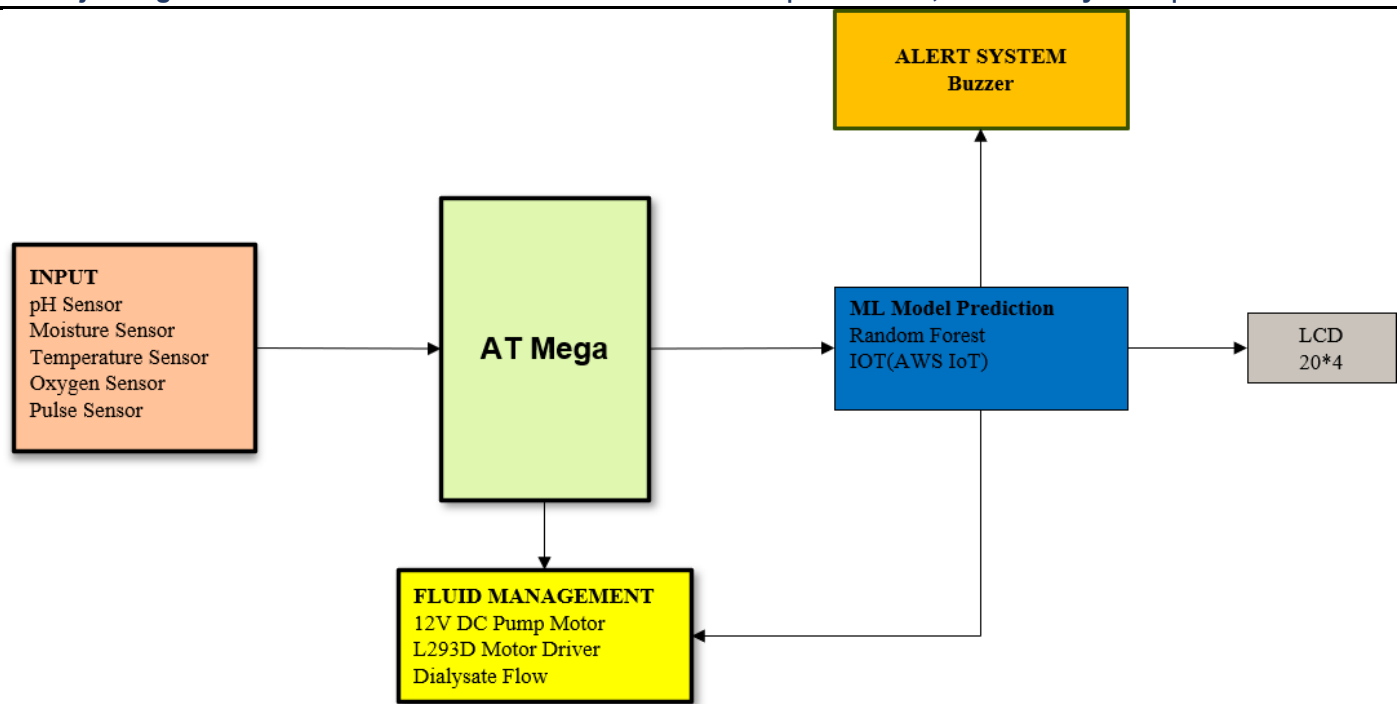 ALERT SYSTEM
Buzzer
INPUT
pH Sensor
Moisture Sensor
Temperature Sensor
Oxygen Sensor
Pulse Sensor
AT Mega
ML Model Prediction
Random Forest
IOT(AWS IoT)
LCD
20*4
FLUID MANAGEMENT
12V DC Pump Motor
L293D Motor Driver
Dialysate Flow